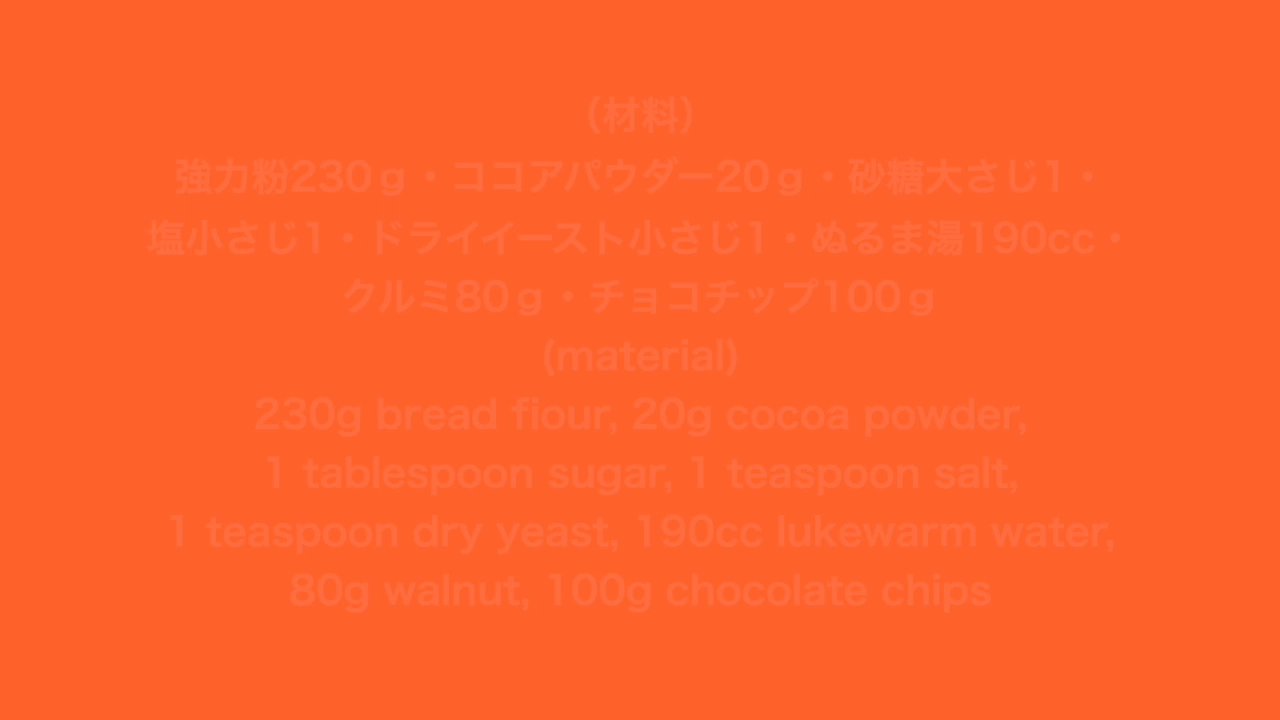 （材料）
強力粉230ｇ・ココアパウダー20ｇ・砂糖大さじ1・
塩小さじ1・ドライイースト小さじ1・ぬるま湯190cc・
クルミ80ｇ・チョコチップ100ｇ
(material)
230g bread fiour, 20g cocoa powder,
1 tablespoon sugar, 1 teaspoon salt,
1 teaspoon dry yeast, 190cc lukewarm water,
80g walnut, 100g chocolate chips